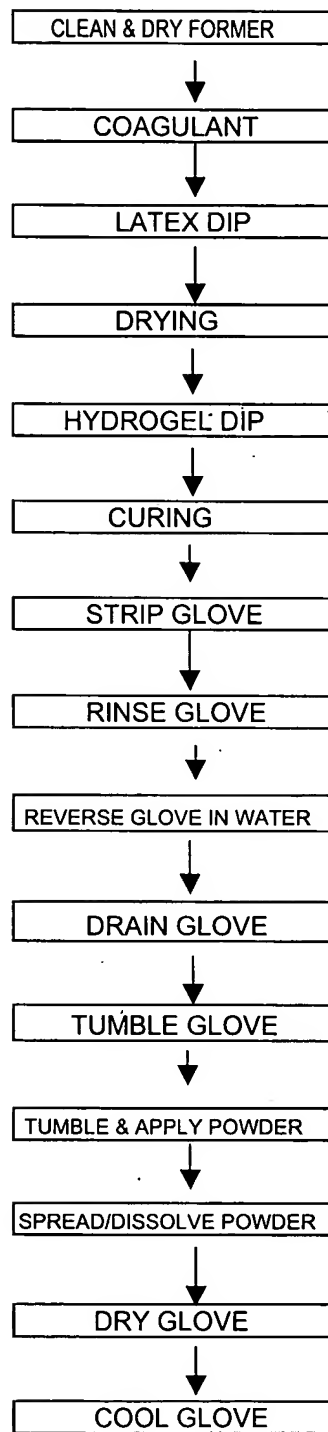 CLEAN & DRY FORMER
COAGULANT
LATEX DIP
DRYING
HYDROGEL DIP
CURING
STRIP GLOVE
RINSE GLOVE
REVERSE GLOVE IN WATER
DRAIN GLOVE
TUMBLE GLOVE
TUMBLE & APPLY POWDER
SPREAD/DISSOLVE POWDER
DRY GLOVE
COOL GLOVE